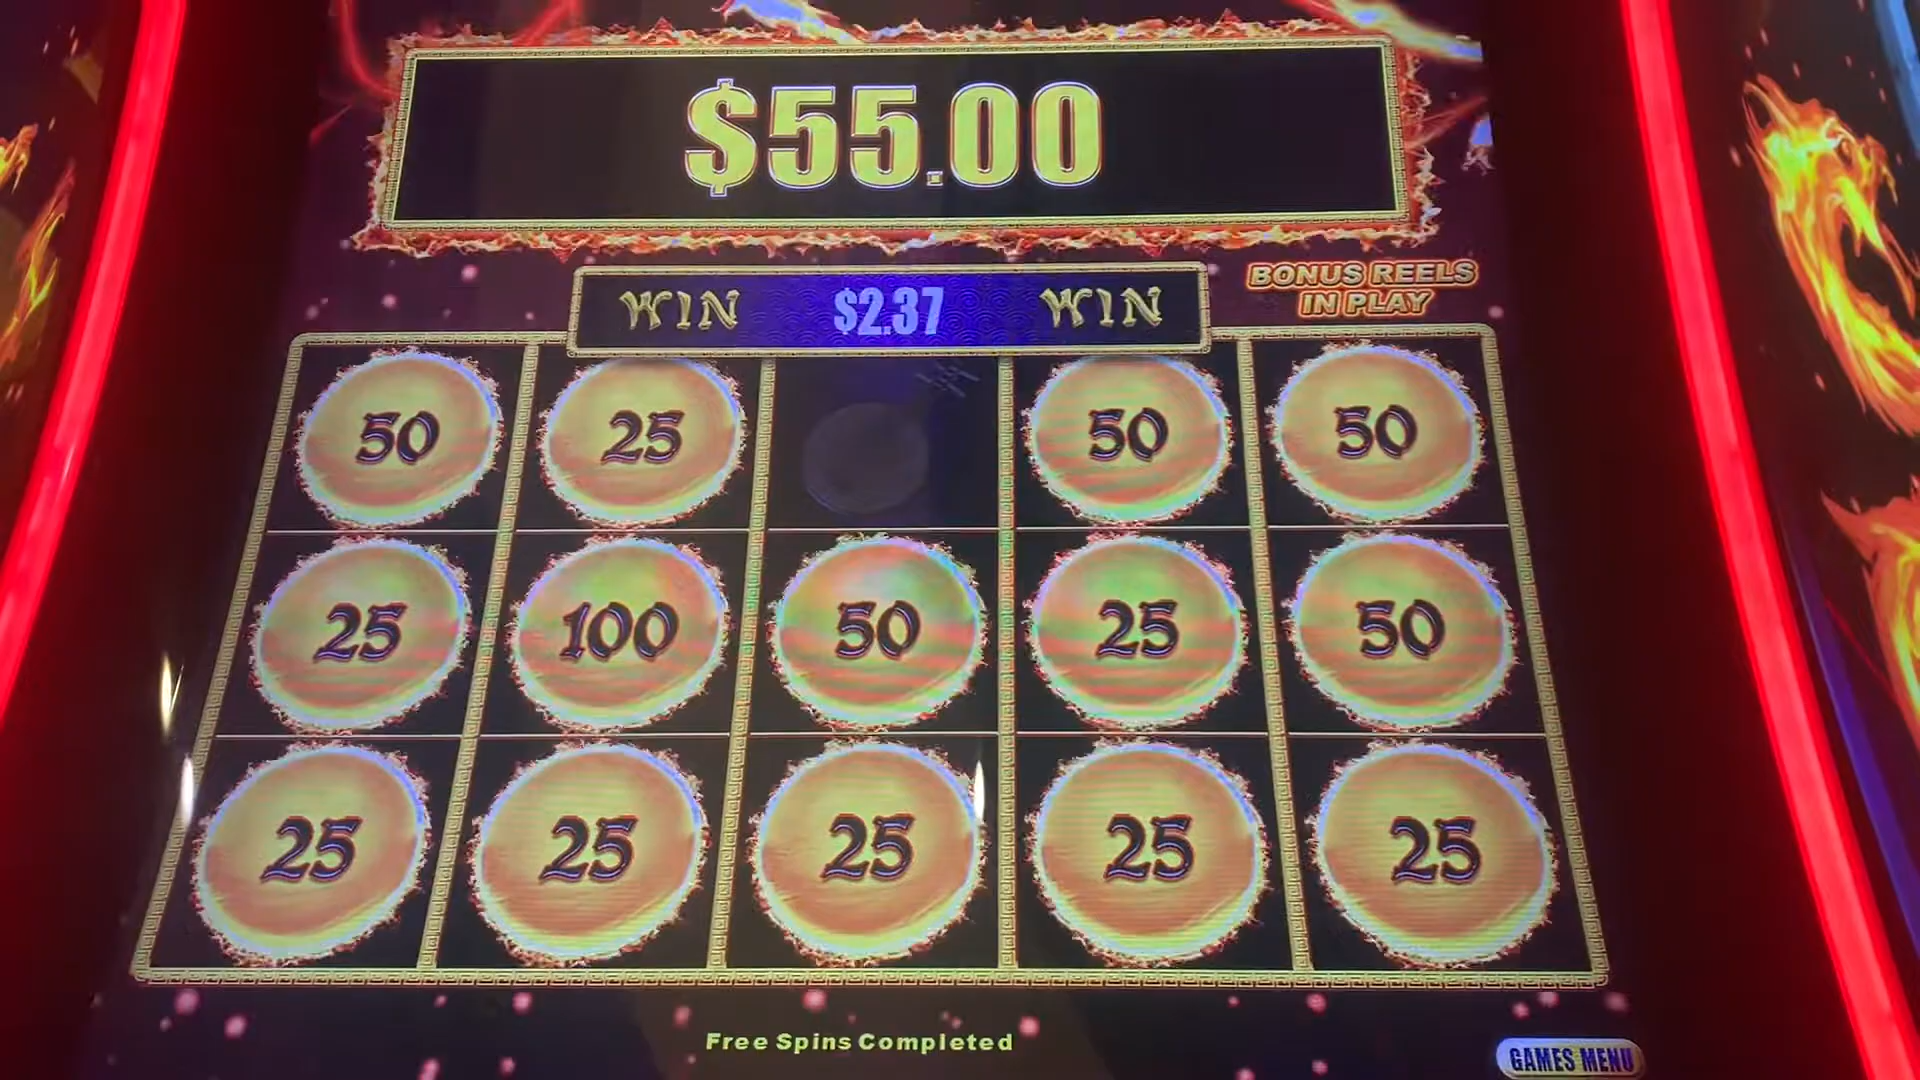 $55.00
WIN $2.37 WIN
BONUS REELS
IN PLAY
50 25 50 50
25 100 50 25 50
25 25 25 25 25
Free Spins Completed
GAMES MENU